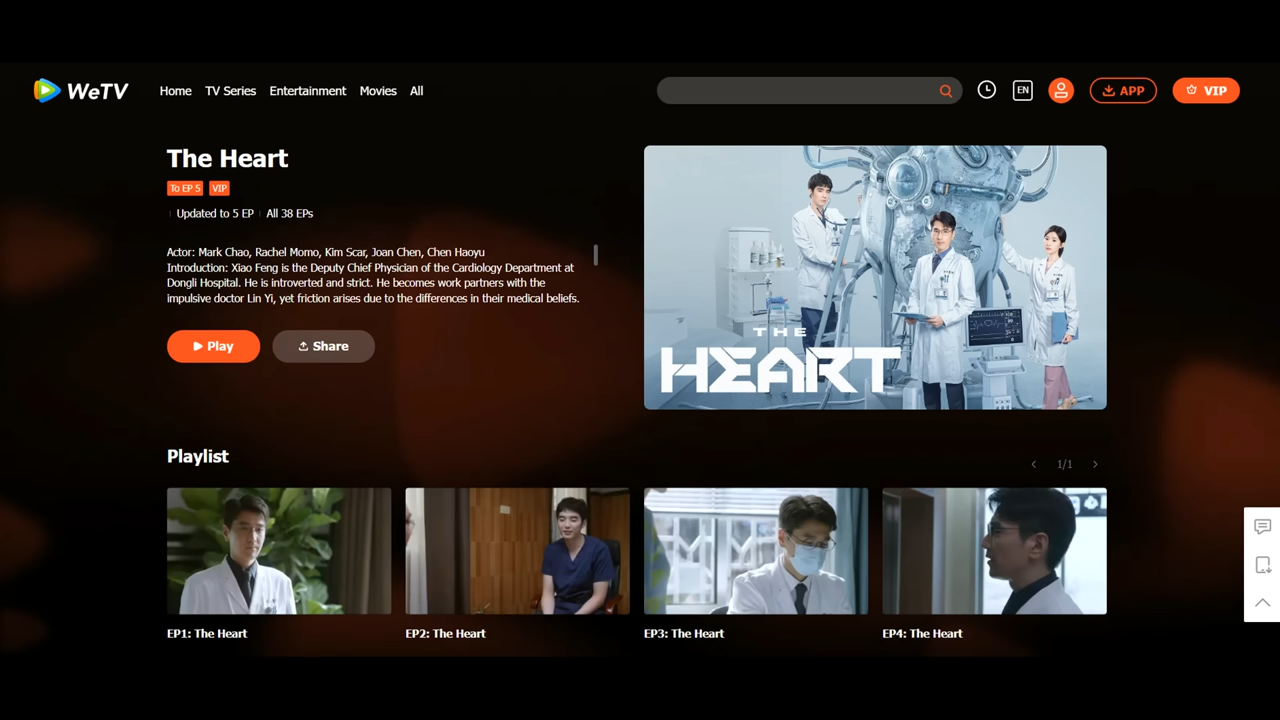 WeTV
Home TV Series Entertainment Movies All
EN
APP
VIP
The Heart
To EP 5 VIP
Updated to 5 EP All 38 EPs
Actor: Mark Chao, Rachel Momo, Kim Scar, Joan Chen, Chen Haoyu
Introduction: Xiao Feng is the Deputy Chief Physician of the Cardiology Department at
Dongli Hospital. He is introverted and strict. He becomes work partners with the
impulsive doctor Lin Yi, yet friction arises due to the differences in their medical beliefs.
Play
Share
THE
HEART
Playlist
1/1
EP1: The Heart
EP2: The Heart
EP3: The Heart
EP4: The Heart